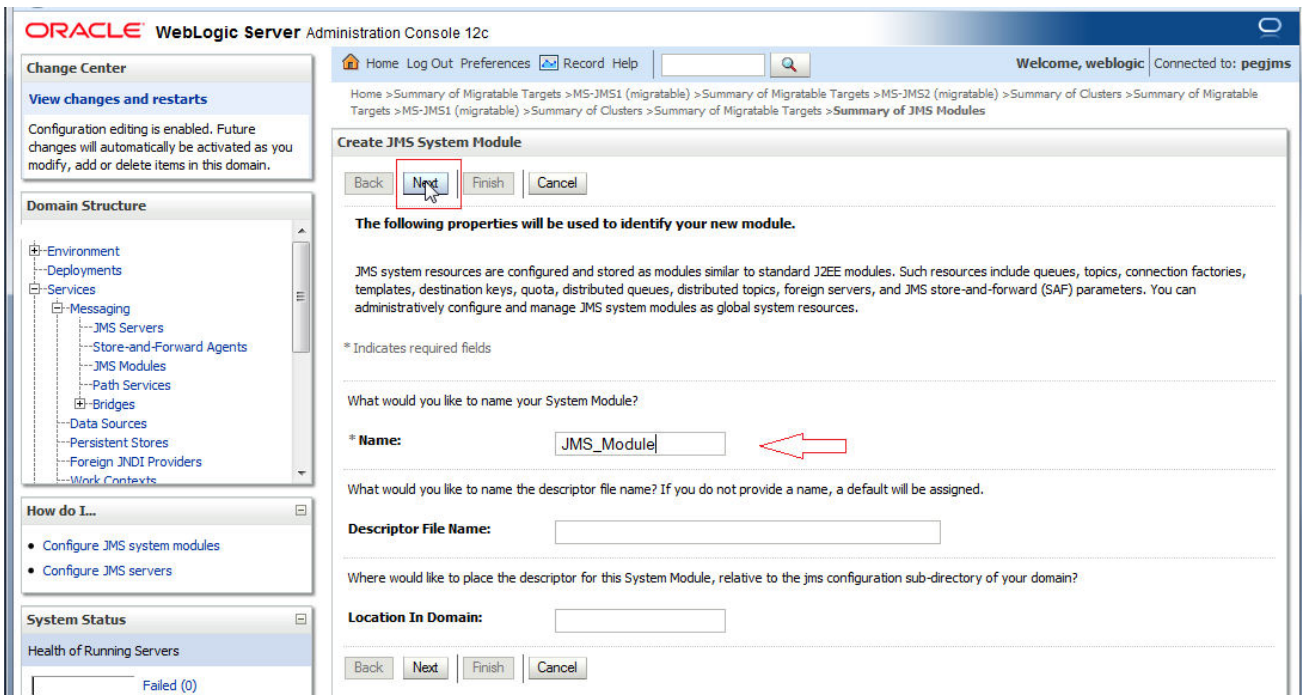 ORACLE WebLogic Server Administration Console 12c
Change Center
View changes and restarts
Configuration editing is enabled. Future
changes will automatically be activated as you
modify, add or delete items in this domain.
Domain Structure
Environment
Deployments
Services
Messaging
JMS Servers
Store-and-Forward Agents
JMS Modules
Path Services
Bridges
Data Sources
Persistent Stores
Foreign JNDI Providers
Work Contexts
How do I...
Configure JMS system modules
Configure JMS servers
System Status
Health of Running Servers
Failed (0)
Home Log Out Preferences Record Help
Welcome, weblogic Connected to: pegjms
Home >Summary of Migratable Targets >MS-JMS1 (migratable) >Summary of Migratable Targets >MS-JMS2 (migratable) >Summary of Clusters >Summary of Migratable
Targets >MS-JMS1 (migratable) >Summary of Clusters >Summary of Migratable Targets >Summary of JMS Modules
Create JMS System Module
Back Next Finish Cancel
The following properties will be used to identify your new module.
JMS system resources are configured and stored as modules similar to standard J2EE modules. Such resources include queues, topics, connection factories,
templates, destination keys, quota, distributed queues, distributed topics, foreign servers, and JMS store-and-forward (SAF) parameters. You can
administratively configure and manage JMS system modules as global system resources.
* Indicates required fields
What would you like to name your System Module?
* Name: JMS_Module
What would you like to name the descriptor file name? If you do not provide a name, a default will be assigned.
Descriptor File Name:
Where would like to place the descriptor for this System Module, relative to the jms configuration sub-directory of your domain?
Location In Domain:
Back Next Finish Cancel